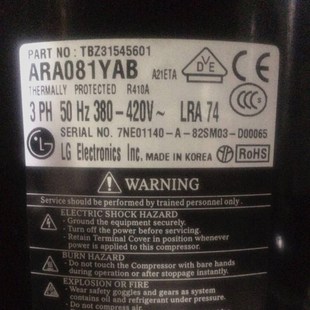 PART NO : TBZ31545601
ARA081YAB A21ETA
THERMALLY PROTECTED R410A
3 PH 50 Hz 380-420V~ LRA 74
SERIAL NO. 7NE01140-A-82SM03-D00065
LG LG Electronics Inc. MADE IN KOREA RoHS
DVE
CCC
WARNING
Service should be performed by trained personnel only.
ELECTRIC SHOCK HAZARD
- Ground the equipment securely.
- Turn off the power before servicing.
- Retain Terminal Cover in position whenever
power is applied to this compressor.
BURN HAZARD
- Do not touch the Compressor with bare hands
during operation or after stoppage instantly.
EXPLOSION OR FIRE
- Wear safety goggles and gears as system
contains oil and refrigerant under pressure.
- Do not compress air.